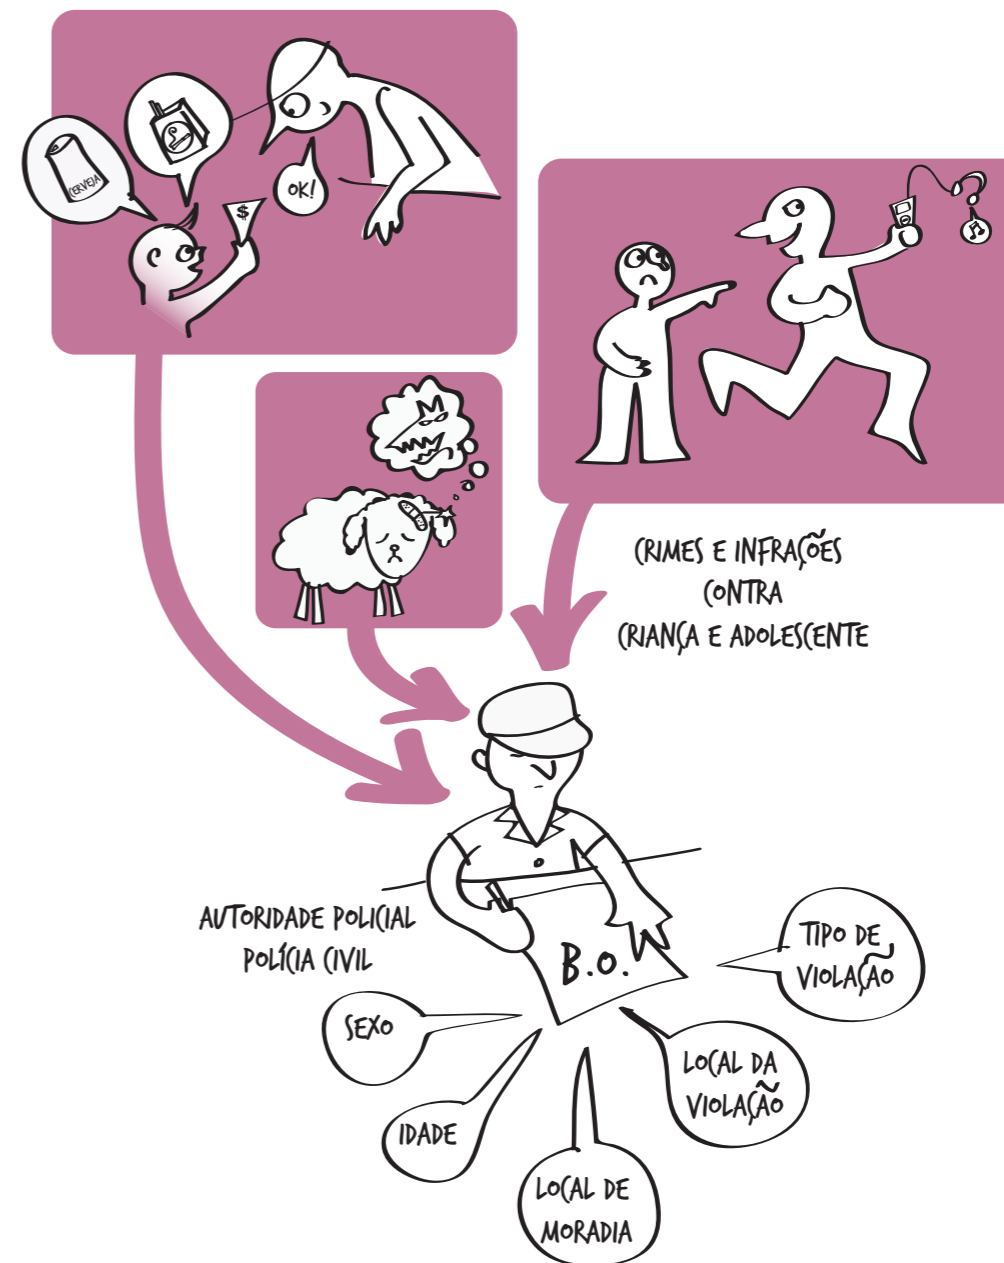 CERVEJA
$
OK!
CRIMES E INFRAÇÕES
CONTRA
CRIANÇA E ADOLESCENTE
AUTORIDADE POLICIAL
POLÍCIA CIVIL
B.O.
TIPO DE
VIOLAÇÃO
SEXO
LOCAL DA
VIOLAÇÃO
IDADE
LOCAL DE
MORADIA